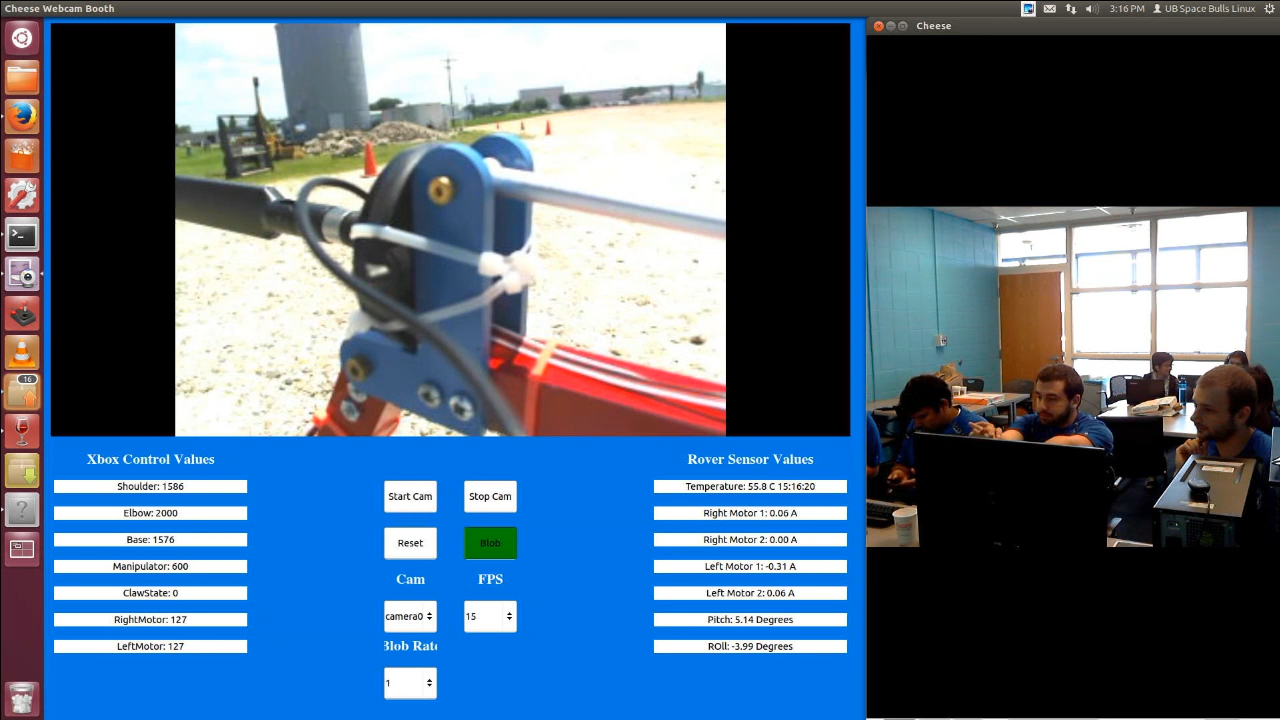 Cheese Webcam Booth
3:16 PM
UB Space Bulls Linux
Cheese
16
Xbox Control Values
Shoulder: 1586
Elbow: 2000
Base: 1576
Manipulator: 600
ClawState: 0
RightMotor: 127
LeftMotor: 127
Start Cam
Stop Cam
Reset
Blob
Cam
FPS
camera0
15
Blob Rate
1
Rover Sensor Values
Temperature: 55.8 C 15:16:20
Right Motor 1: 0.06 A
Right Motor 2: 0.00 A
Left Motor 1: -0.31 A
Left Motor 2: 0.06 A
Pitch: 5.14 Degrees
ROll: -3.99 Degrees